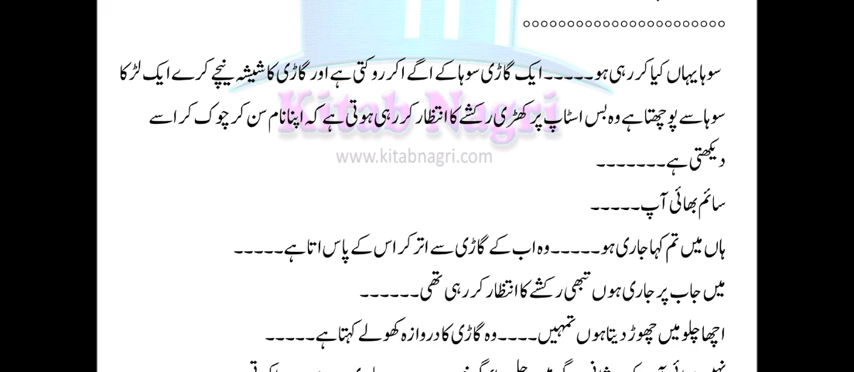 °°°°°°°°°°°°°°°°°°°°°°°
سوہا یہاں کیا کر رہی ہو۔۔۔۔۔ ایک گاڑی سوہا کے اگے اکر روکتی ہے اور گاڑی کا شیشہ نیچے کرے ایک لڑکا
سوہا سے پوچھتا ہے وہ بس اسٹاپ پر کھڑی رکشے کا انتظار کر رہی ہوتی ہے کہ اپنا نام سن کر چوک کر اسے
Kitab Nagri
www.kitabnagri.com
دیکھتی ہے۔۔۔۔۔۔۔
سائم بھائی آپ۔۔۔۔۔
ہاں میں تم کہا جاری ہو۔۔۔۔۔ وہ اب کے گاڑی سے اتر کر اس کے پاس اتا ہے۔۔۔۔۔
میں جاب پر جاری ہوں تبھی رکشے کا انتظار کر رہی تھی۔۔۔۔۔۔
اچھا چلو میں چھوڑ دیتا ہوں تمہیں۔۔۔۔ وہ گاڑی کا دروازہ کھولے کہتا ہے۔۔۔۔۔